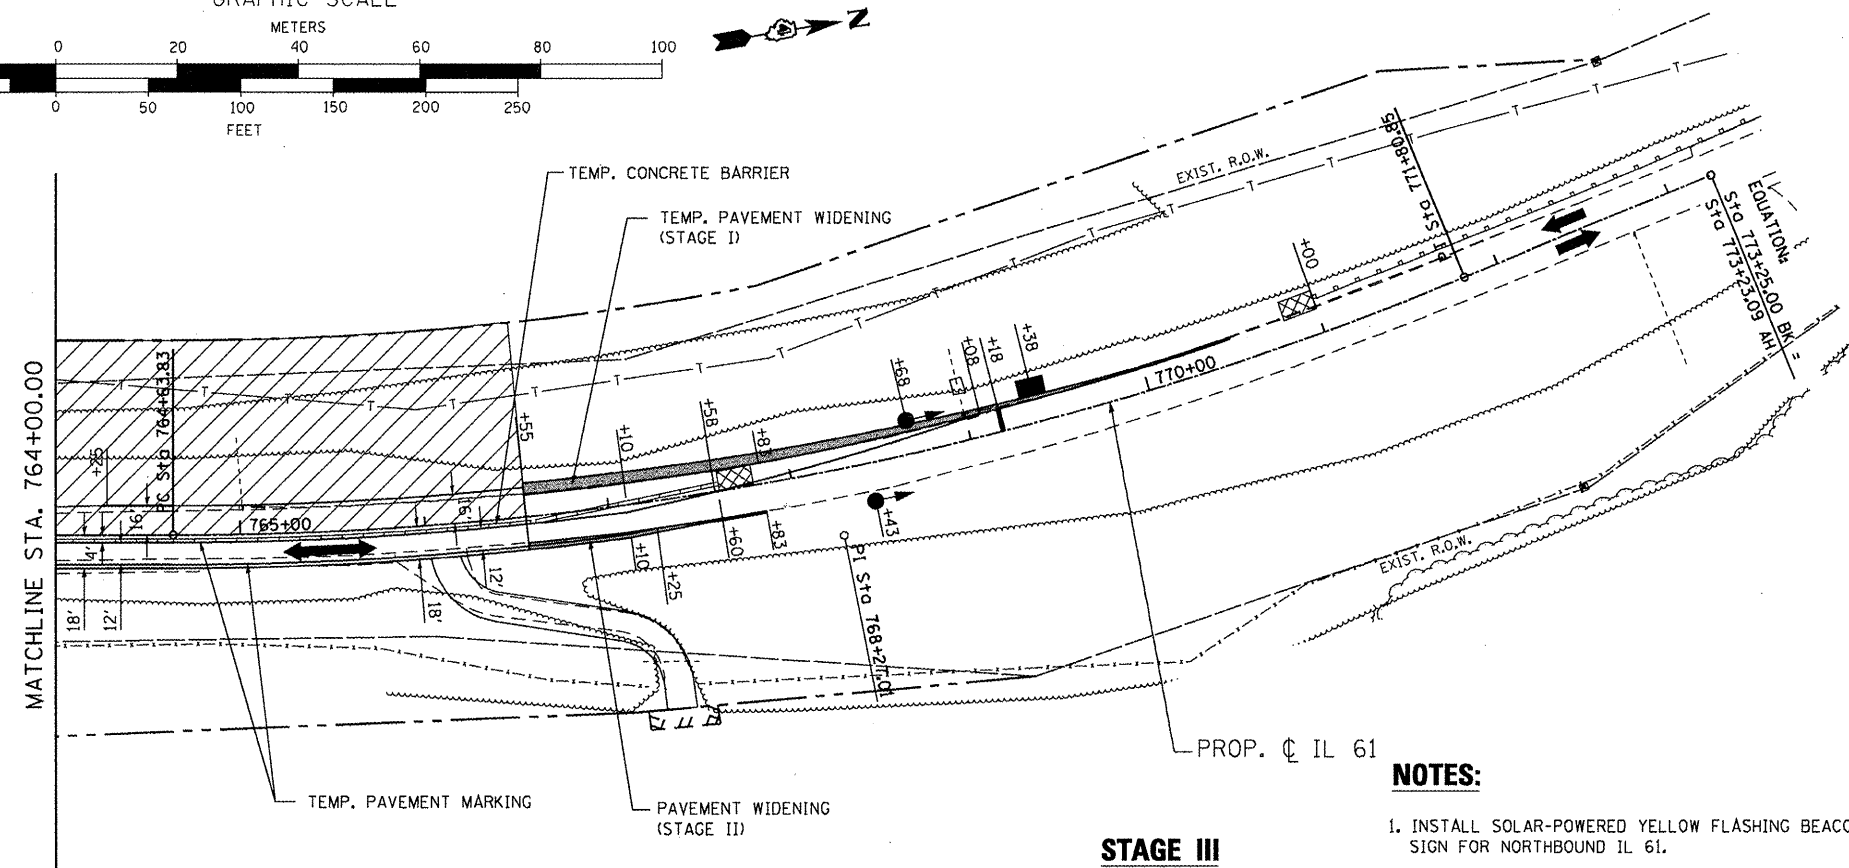 GRAPHIC SCALE
METERS
0 20 40 60 80 100
0 50 100 150 200 250
FEET
N
TEMP. CONCRETE BARRIER
TEMP. PAVEMENT WIDENING
(STAGE I)
EXIST. R.O.W.
PI Sta 771+80.85
EQUATION:
Sta 773+25.00 BK =
Sta 773+23.09 AH
+00
+38
+18
+08
E
+68
+83
+58
+10
+55
770+00
MATCHLINE STA. 764+00.00
PC Sta 764+63.83
+25
16'
16'
4'
765+00
18'
12'
18'
12'
+10
+25
+60
+83
+43
PI Sta 768+27.01
EXIST. R.O.W.
PROP. ℄ IL 61
TEMP. PAVEMENT MARKING
PAVEMENT WIDENING
(STAGE II)
STAGE III
NOTES:
1. INSTALL SOLAR-POWERED YELLOW FLASHING BEACO
SIGN FOR NORTHBOUND IL 61.